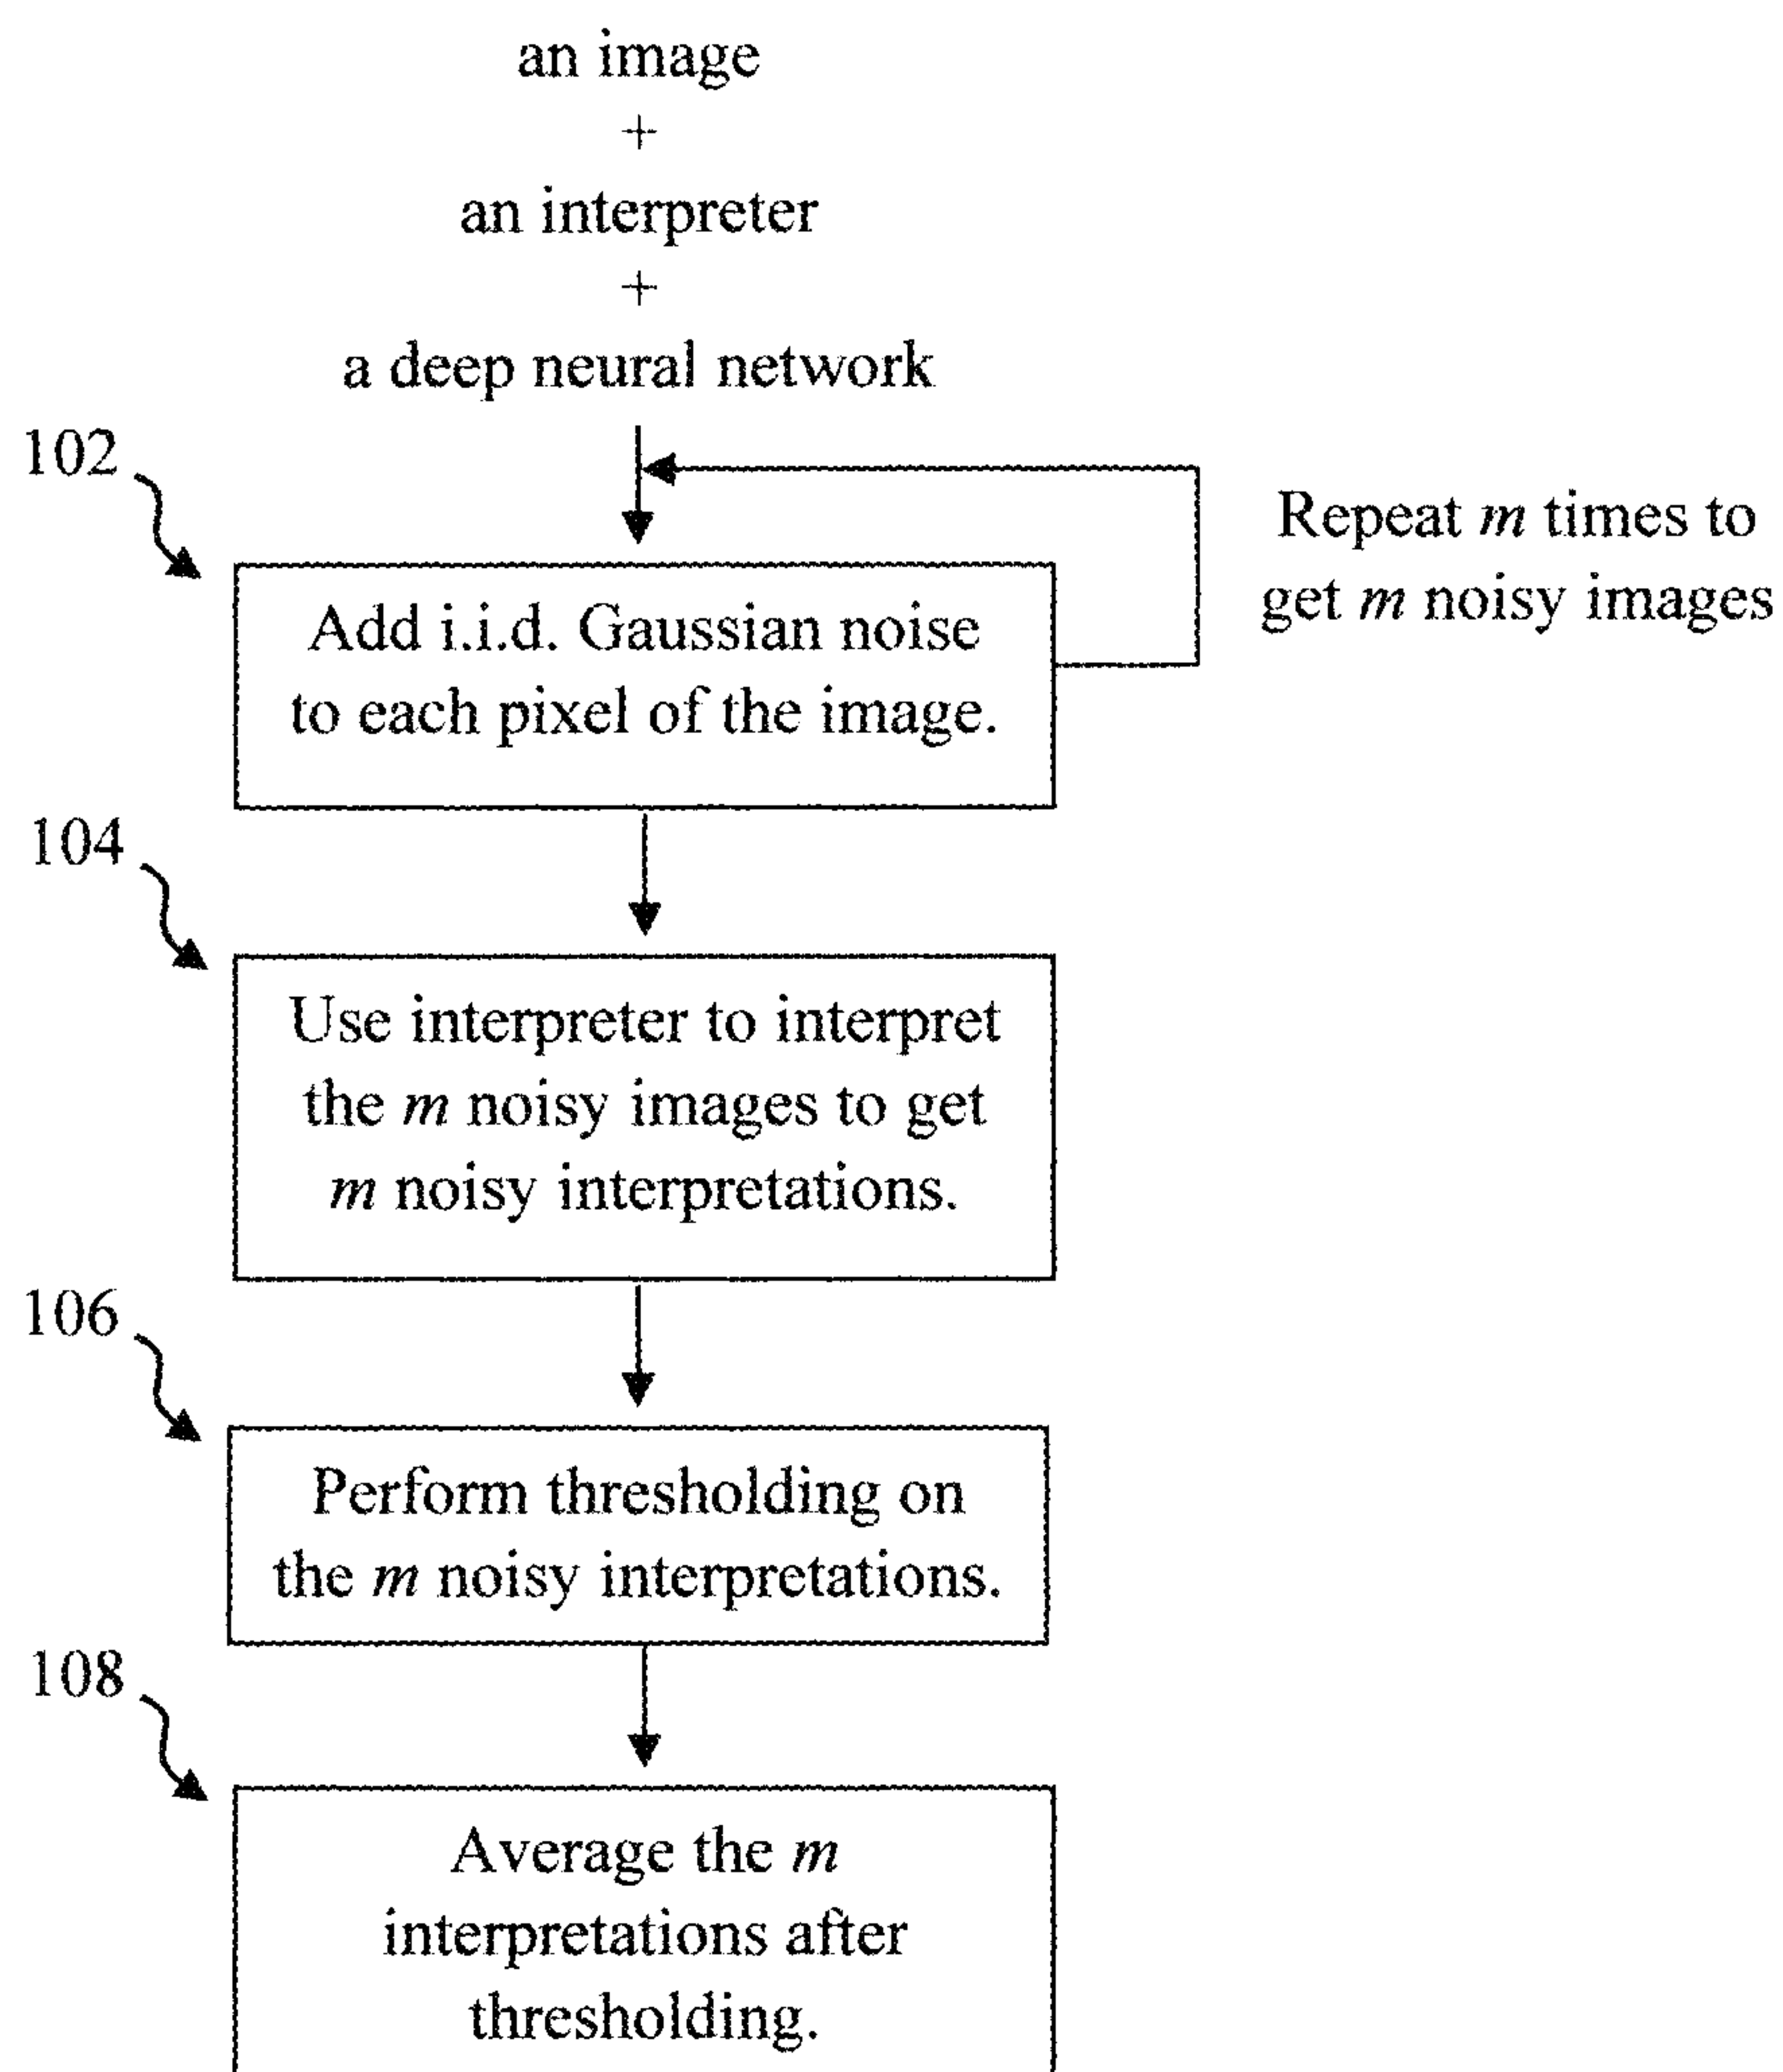 an image
+
an interpreter
+
a deep neural network
102
Repeat m times to
get m noisy images
Add i.i.d. Gaussian noise
to each pixel of the image.
104
Use interpreter to interpret
the m noisy images to get
m noisy interpretations.
106
Perform thresholding on
the m noisy interpretations.
108
Average the m
interpretations after
thresholding.